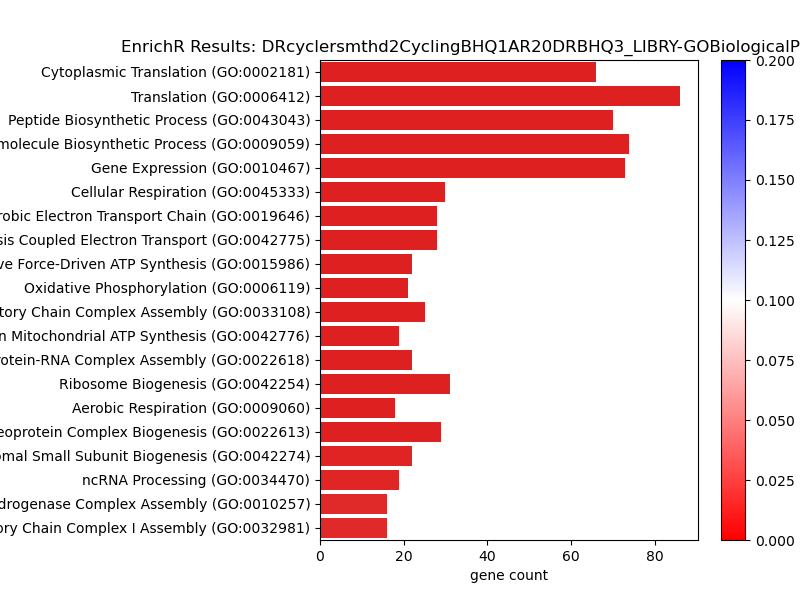 EnrichR Results: DRcyclersmthd2CyclingBHQ1AR20DRBHQ3_LIBRY-GOBiologicalP
Cytoplasmic Translation (GO:0002181)
Translation (GO:0006412)
Peptide Biosynthetic Process (GO:0043043)
molecule Biosynthetic Process (GO:0009059)
Gene Expression (GO:0010467)
Cellular Respiration (GO:0045333)
robic Electron Transport Chain (GO:0019646)
sis Coupled Electron Transport (GO:0042775)
ve Force-Driven ATP Synthesis (GO:0015986)
Oxidative Phosphorylation (GO:0006119)
tory Chain Complex Assembly (GO:0033108)
n Mitochondrial ATP Synthesis (GO:0042776)
rotein-RNA Complex Assembly (GO:0022618)
Ribosome Biogenesis (GO:0042254)
Aerobic Respiration (GO:0009060)
eoprotein Complex Biogenesis (GO:0022613)
omal Small Subunit Biogenesis (GO:0042274)
ncRNA Processing (GO:0034470)
drogenase Complex Assembly (GO:0010257)
ory Chain Complex I Assembly (GO:0032981)
0 20 40 60 80
gene count
0.200
0.175
0.150
0.125
0.100
0.075
0.050
0.025
0.000